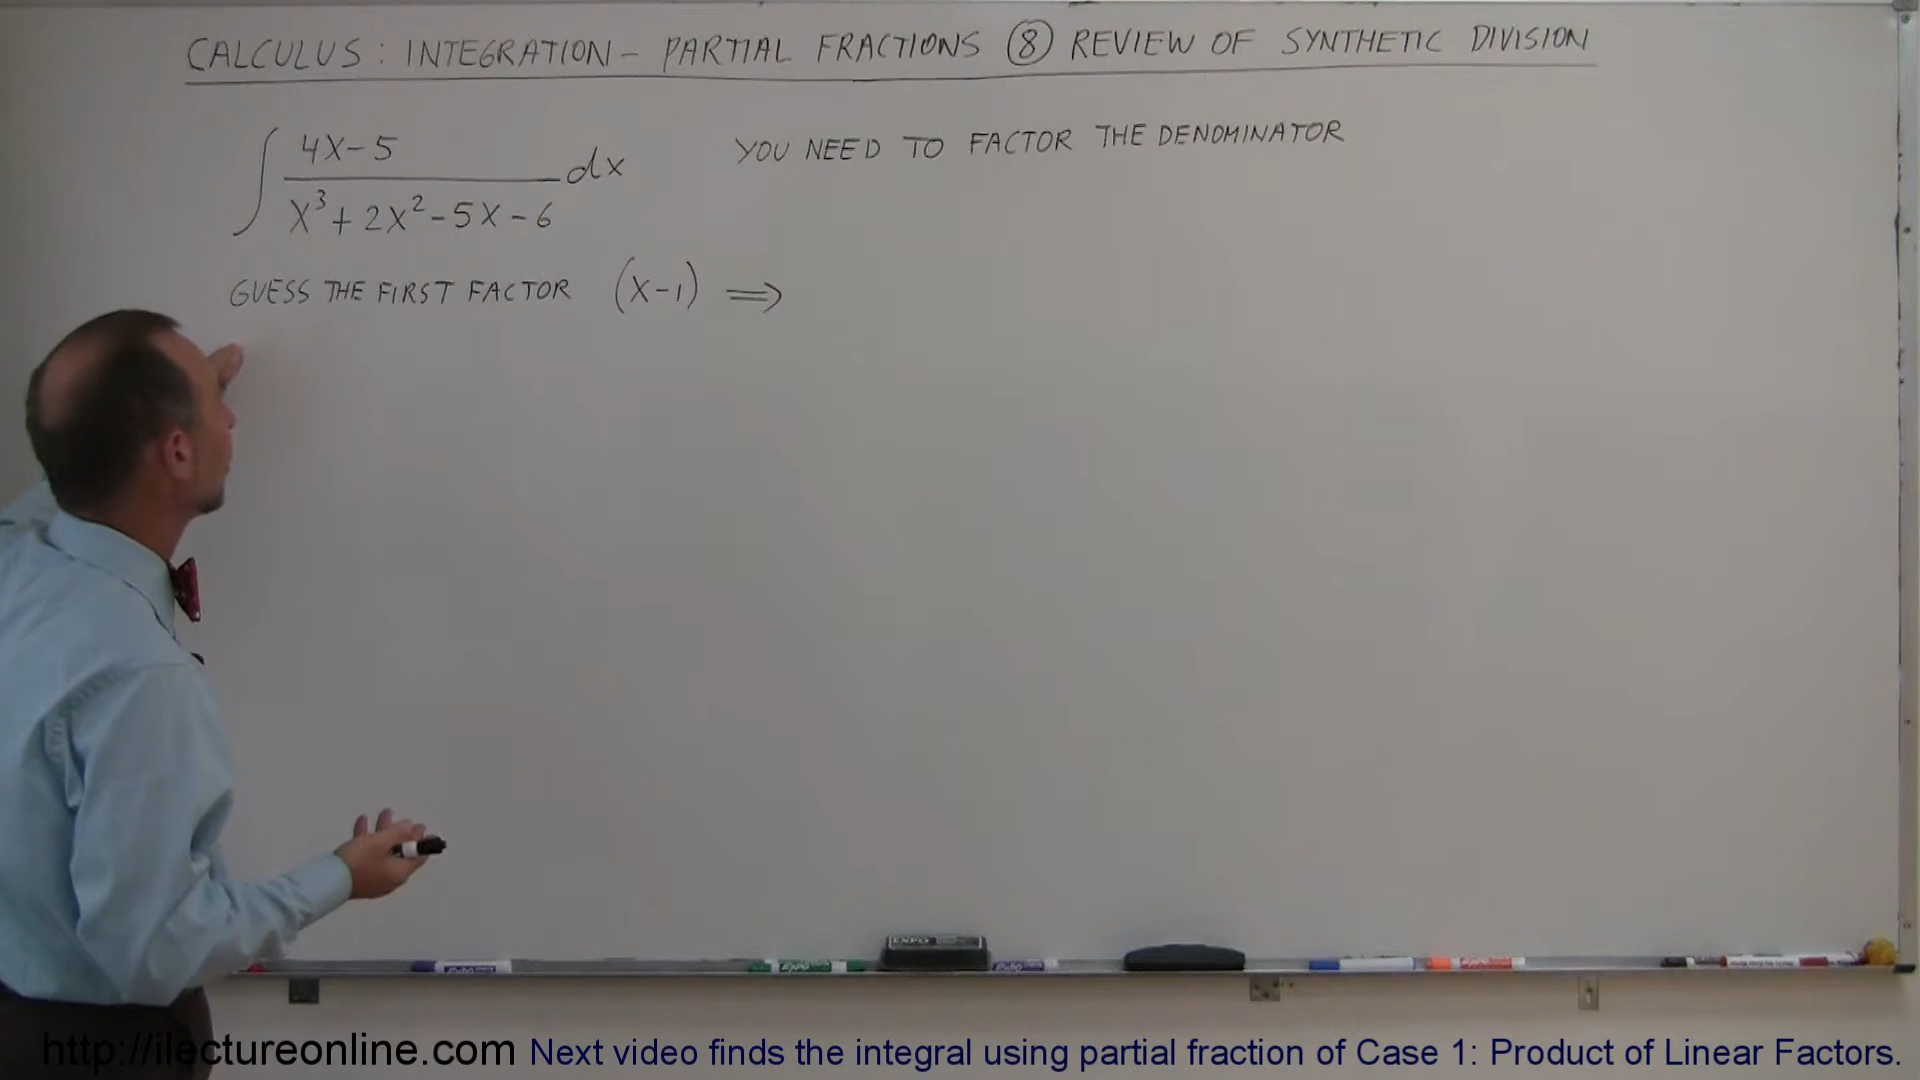 CALCULUS: INTEGRATION – PARTIAL FRACTIONS ⑧ REVIEW OF SYNTHETIC DIVISION
∫ (4X-5)/(X³+2X²-5X-6) dx
YOU NEED TO FACTOR THE DENOMINATOR
GUESS THE FIRST FACTOR (X-1) ⟹
EXPO
http://ilectureonline.com Next video finds the integral using partial fraction of Case 1: Product of Linear Factors.